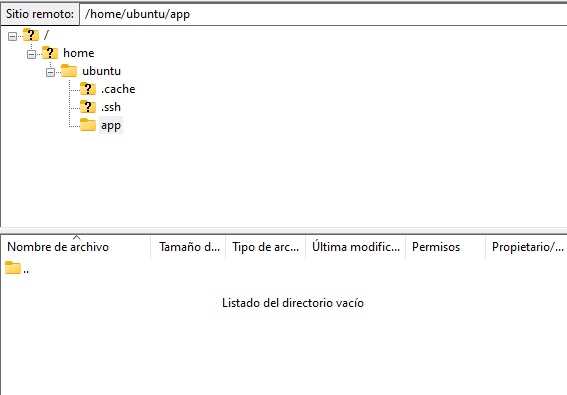 Sitio remoto: /home/ubuntu/app
/
home
ubuntu
.cache
.ssh
app
Nombre de archivo Tamaño d... Tipo de arc... Última modific... Permisos Propietario/...
..
Listado del directorio vacío